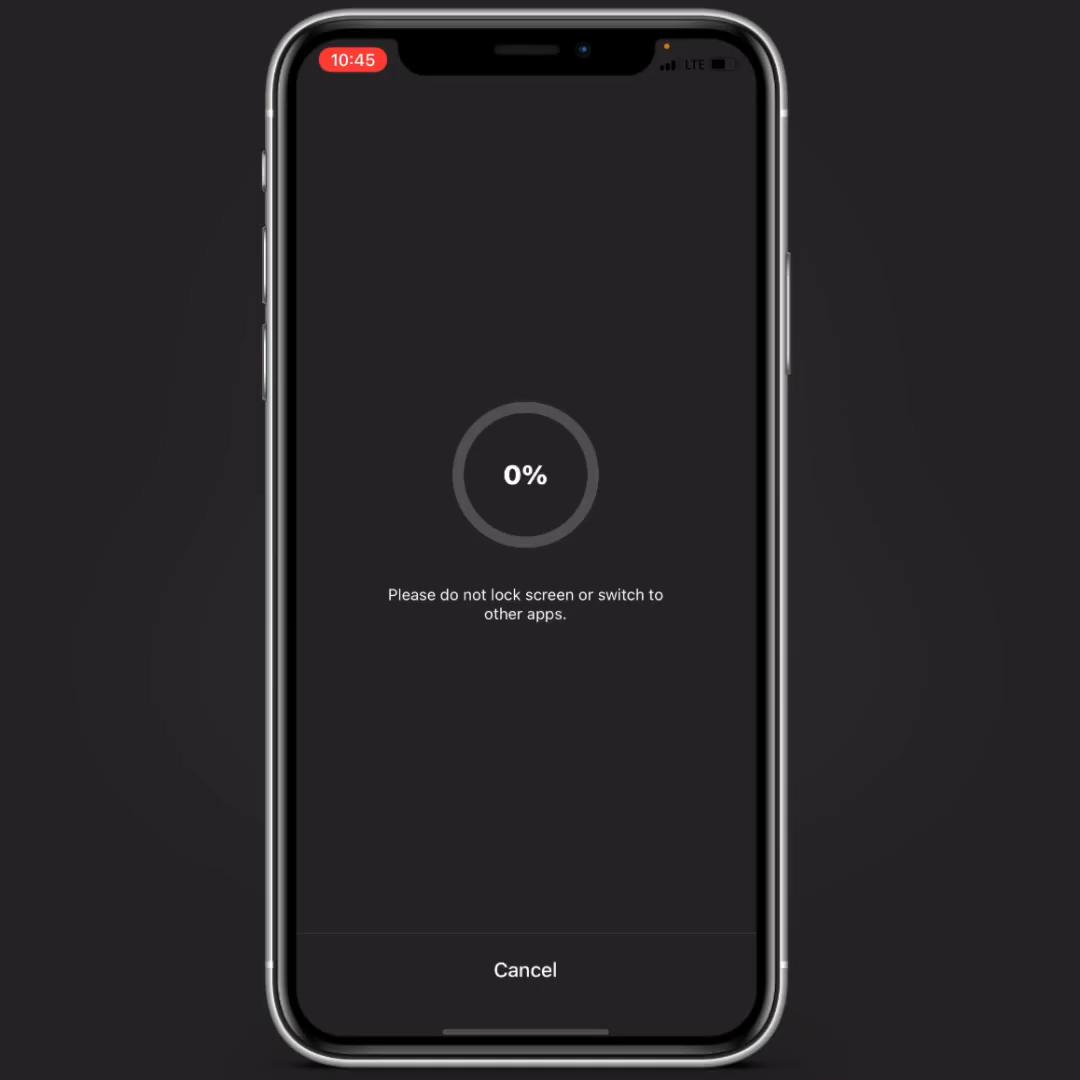 10:45
LTE
0%
Please do not lock screen or switch to
other apps.
Cancel